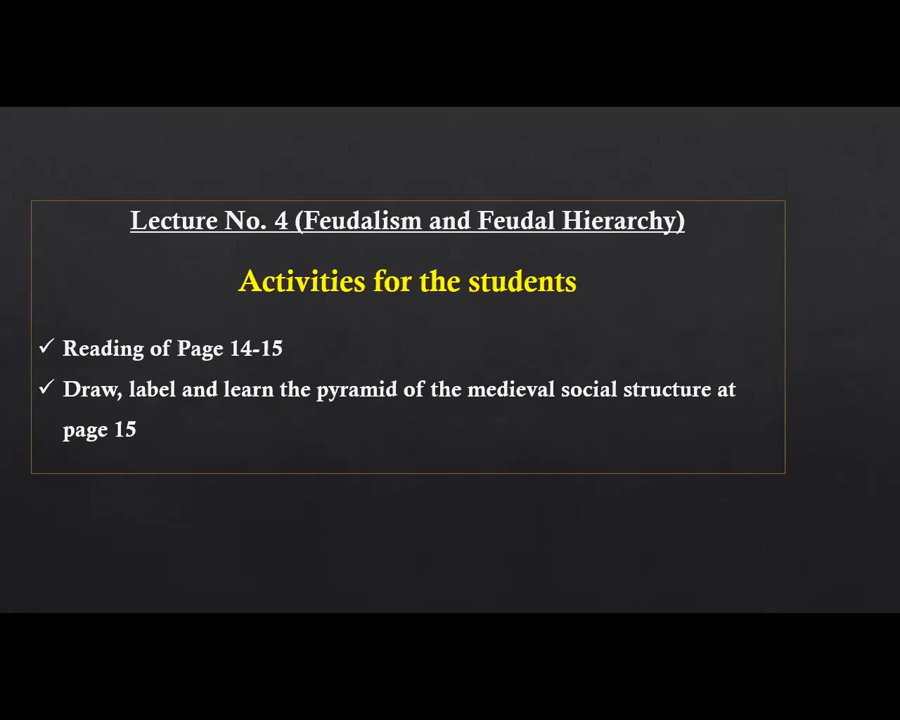 Lecture No. 4 (Feudalism and Feudal Hierarchy)
Activities for the students
✓ Reading of Page 14-15
✓ Draw, label and learn the pyramid of the medieval social structure at
page 15